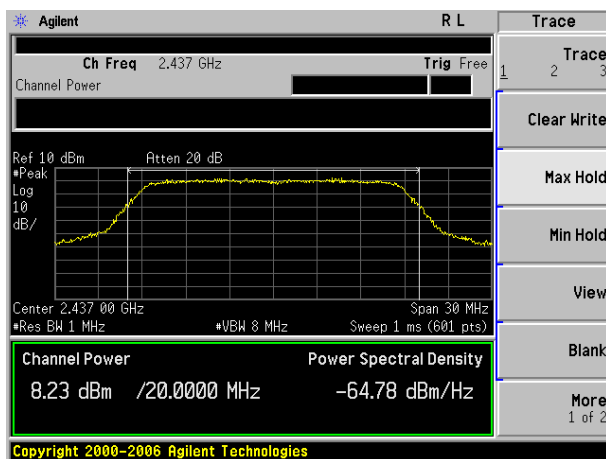 Agilent R L Trace
Ch Freq 2.437 GHz Trig Free
Channel Power
Trace
1 2 3
Clear Write
Max Hold
Min Hold
View
Blank
More
1 of 2
Ref 10 dBm Atten 20 dB
#Peak
Log
10
dB/
Center 2.437 00 GHz Span 30 MHz
#Res BW 1 MHz #VBW 8 MHz Sweep 1 ms (601 pts)
Channel Power Power Spectral Density
8.23 dBm /20.0000 MHz -64.78 dBm/Hz
Copyright 2000-2006 Agilent Technologies